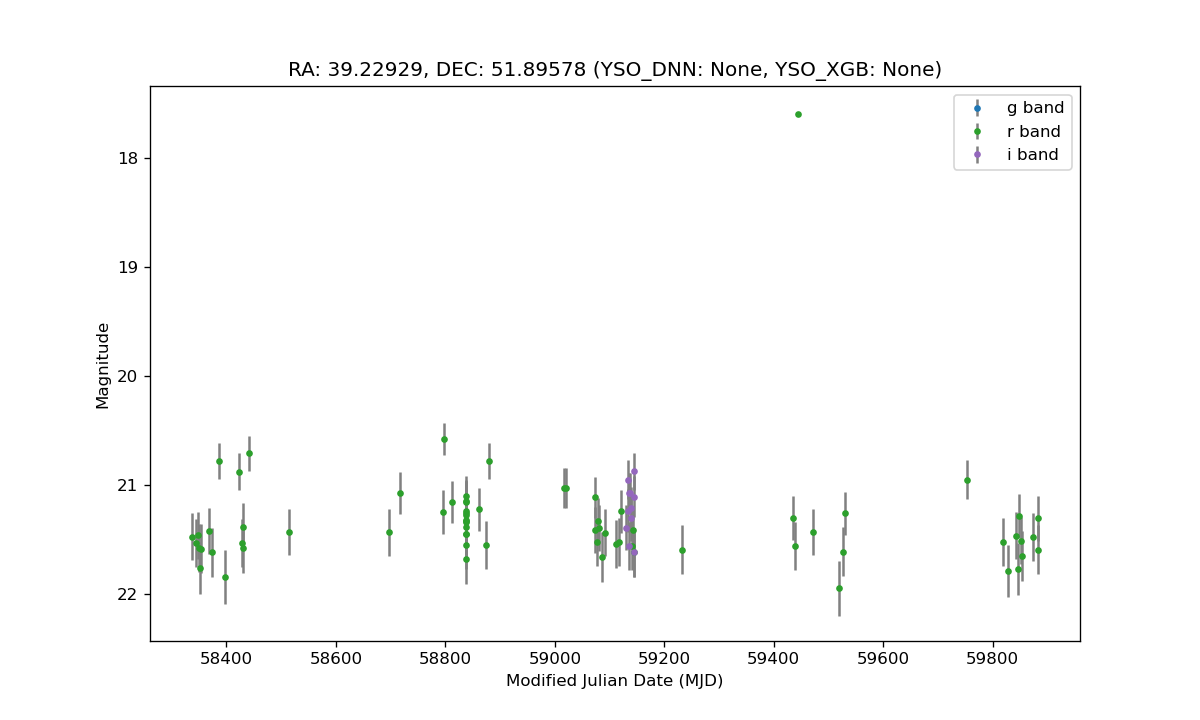 RA: 39.22929, DEC: 51.89578 (YSO_DNN: None, YSO_XGB: None)
g band
r band
i band
18
19
20
21
22
Magnitude
58400 58600 58800 59000 59200 59400 59600 59800
Modified Julian Date (MJD)